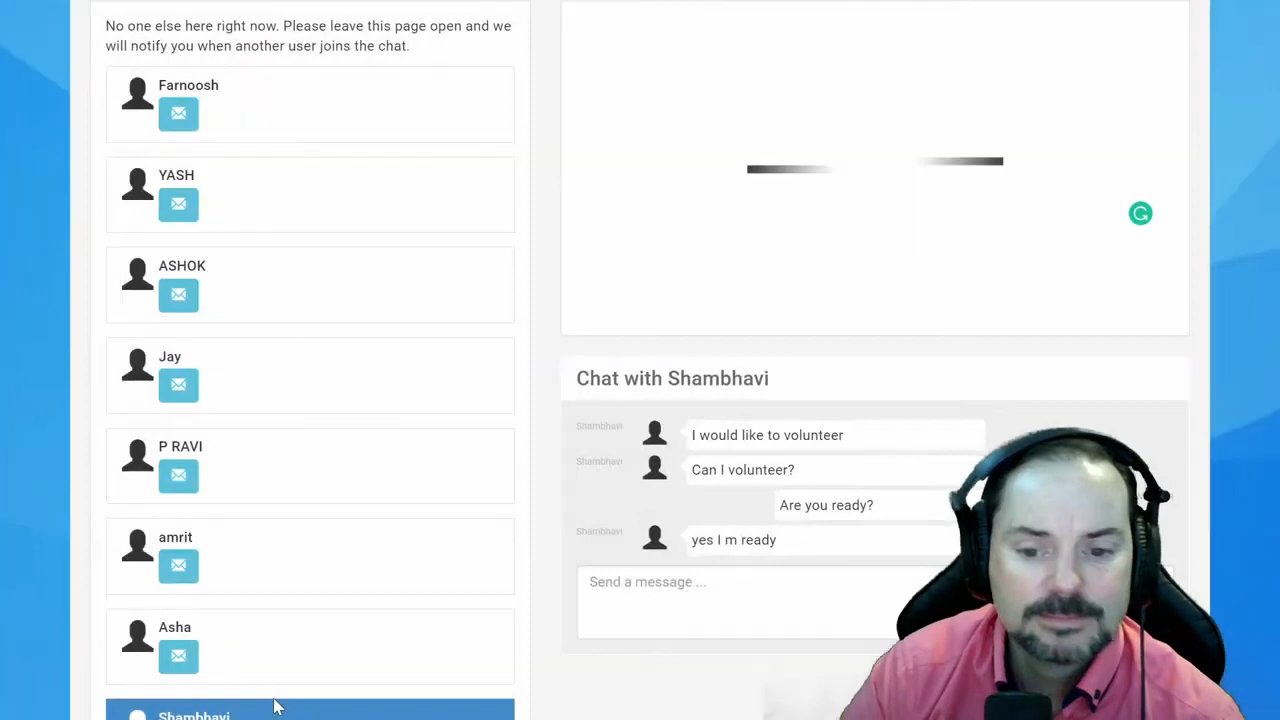 No one else here right now. Please leave this page open and we
will notify you when another user joins the chat.
Farnoosh
YASH
ASHOK
Jay
P RAVI
amrit
Asha
Shambhavi
Chat with Shambhavi
Shambhavi
I would like to volunteer
Shambhavi
Can I volunteer?
Are you ready?
Shambhavi
yes I m ready
Send a message ...